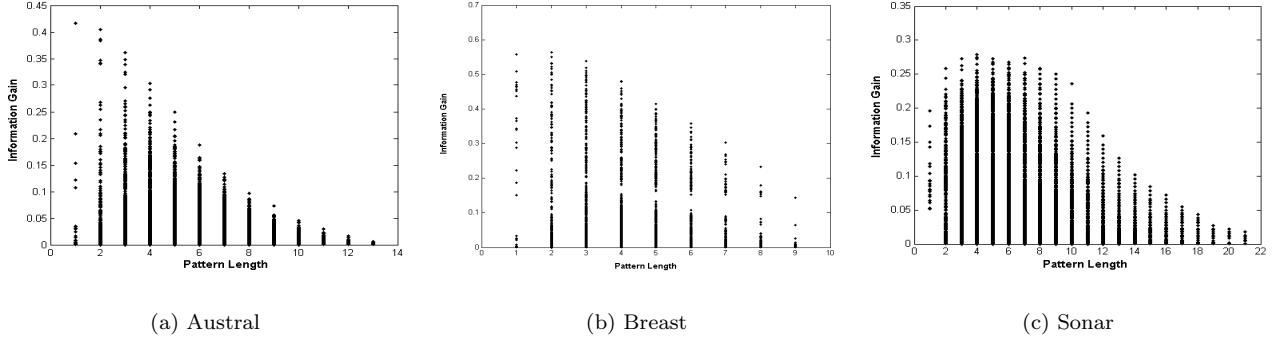 0.45
0.4
0.35
0.3
0.25
0.2
0.15
0.1
0.05
0
0 2 4 6 8 10 12 14
Information Gain
Pattern Length
(a) Austral
0.7
0.6
0.5
0.4
0.3
0.2
0.1
0
0 1 2 3 4 5 6 7 8 9 10
Information Gain
Pattern Length
(b) Breast
0.35
0.3
0.25
0.2
0.15
0.1
0.05
0
0 2 4 6 8 10 12 14 16 18 20 22
Information Gain
Pattern Length
(c) Sonar